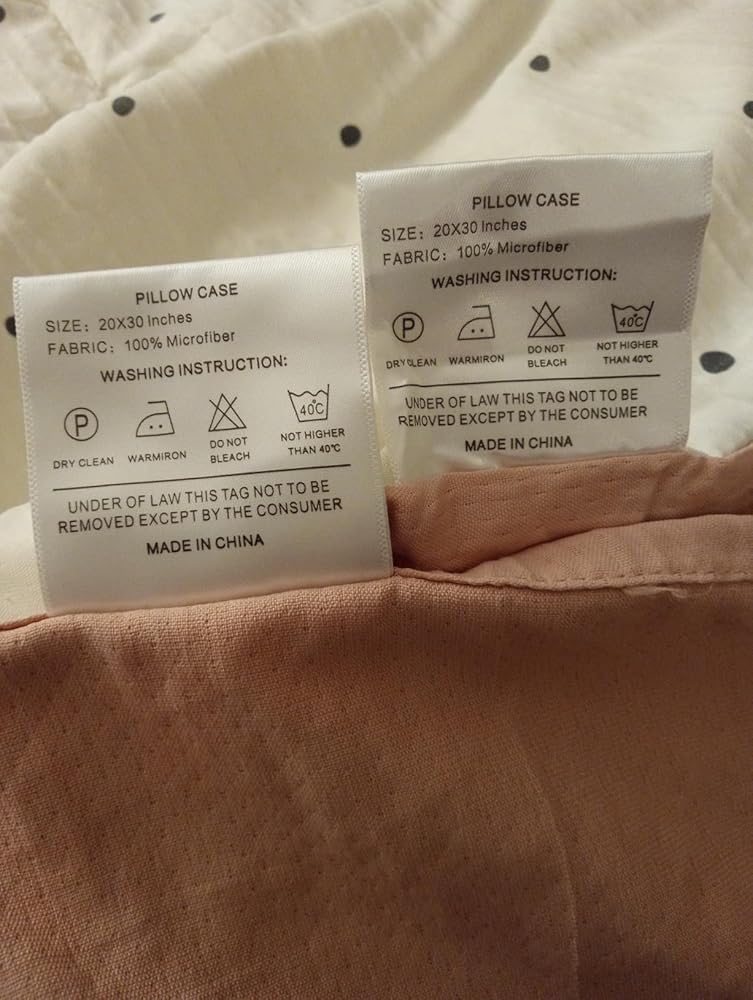 PILLOW CASE
SIZE: 20X30 Inches
FABRIC: 100% Microfiber
WASHING INSTRUCTION:
P
40C
DRY CLEAN
WARMIRON
DO NOT
BLEACH
NOT HIGHER
THAN 40℃
UNDER OF LAW THIS TAG NOT TO BE
REMOVED EXCEPT BY THE CONSUMER
MADE IN CHINA
PILLOW CASE
SIZE: 20X30 Inches
FABRIC: 100% Microfiber
WASHING INSTRUCTION:
P
40C
DRY CLEAN
WARMIRON
DO NOT
BLEACH
NOT HIGHER
THAN 40℃
UNDER OF LAW THIS TAG NOT TO BE
REMOVED EXCEPT BY THE CONSUMER
MADE IN CHINA